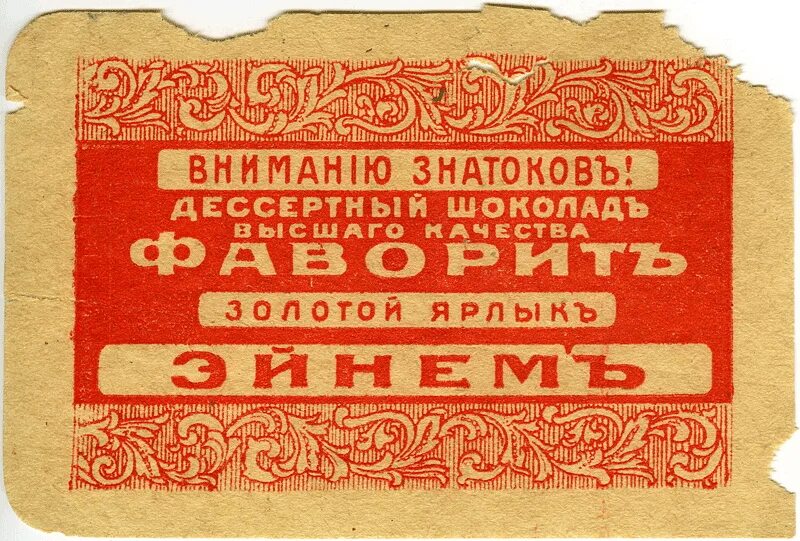 ВНИМАНІЮ ЗНАТОКОВЪ!
ДЕССЕРТНЫЙ ШОКОЛАДЪ
ВЫСШАГО КАЧЕСТВА
ФАВОРИТЪ
ЗОЛОТОЙ ЯРЛЫКЪ
ЭЙНЕМЪ